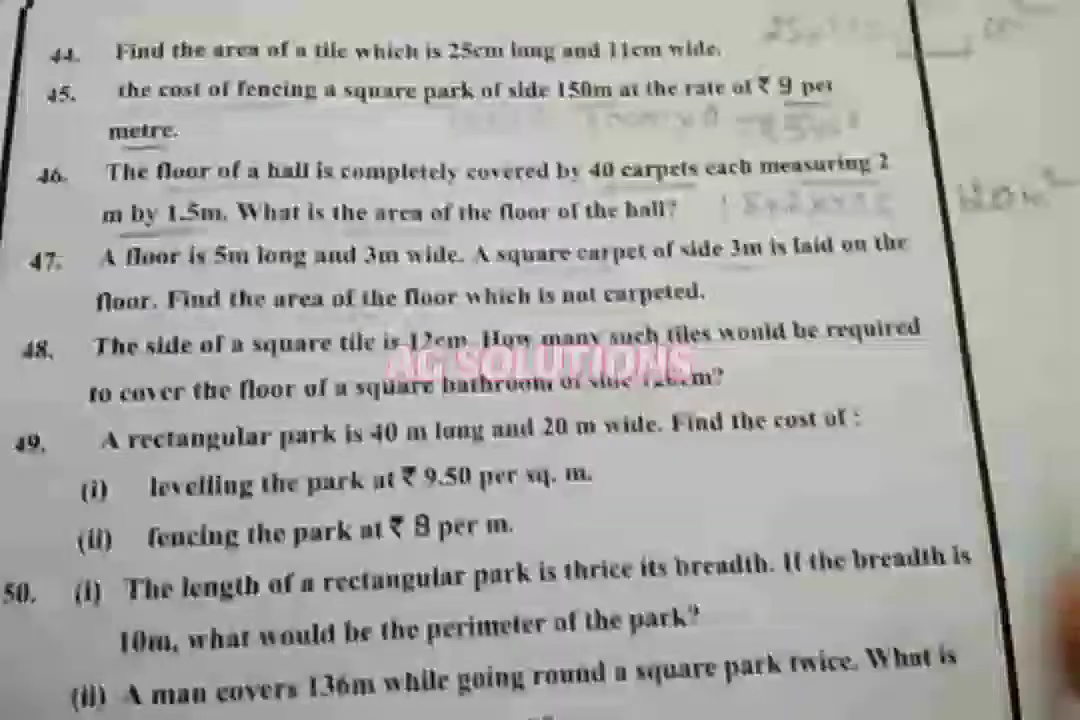 44. Find the area of a tile which is 25cm long and 11cm wide.
45. the cost of fencing a square park of side 150m at the rate of ₹ 9 per
metre.
46. The floor of a hall is completely covered by 40 carpets each measuring 2
m by 1.5m. What is the area of the floor of the hall?
47. A floor is 5m long and 3m wide. A square carpet of side 3m is laid on the
floor. Find the area of the floor which is not carpeted.
48. The side of a square tile is 12cm. How many such tiles would be required
AG SOLUTIONS
to cover the floor of a square bathroom of side cm?
49. A rectangular park is 40 m long and 20 m wide. Find the cost of :
(i) levelling the park at ₹ 9.50 per sq. m.
(ii) fencing the park at ₹ 8 per m.
50. (i) The length of a rectangular park is thrice its breadth. If the breadth is
10m, what would be the perimeter of the park?
(ii) A man covers 136m while going round a square park twice. What is